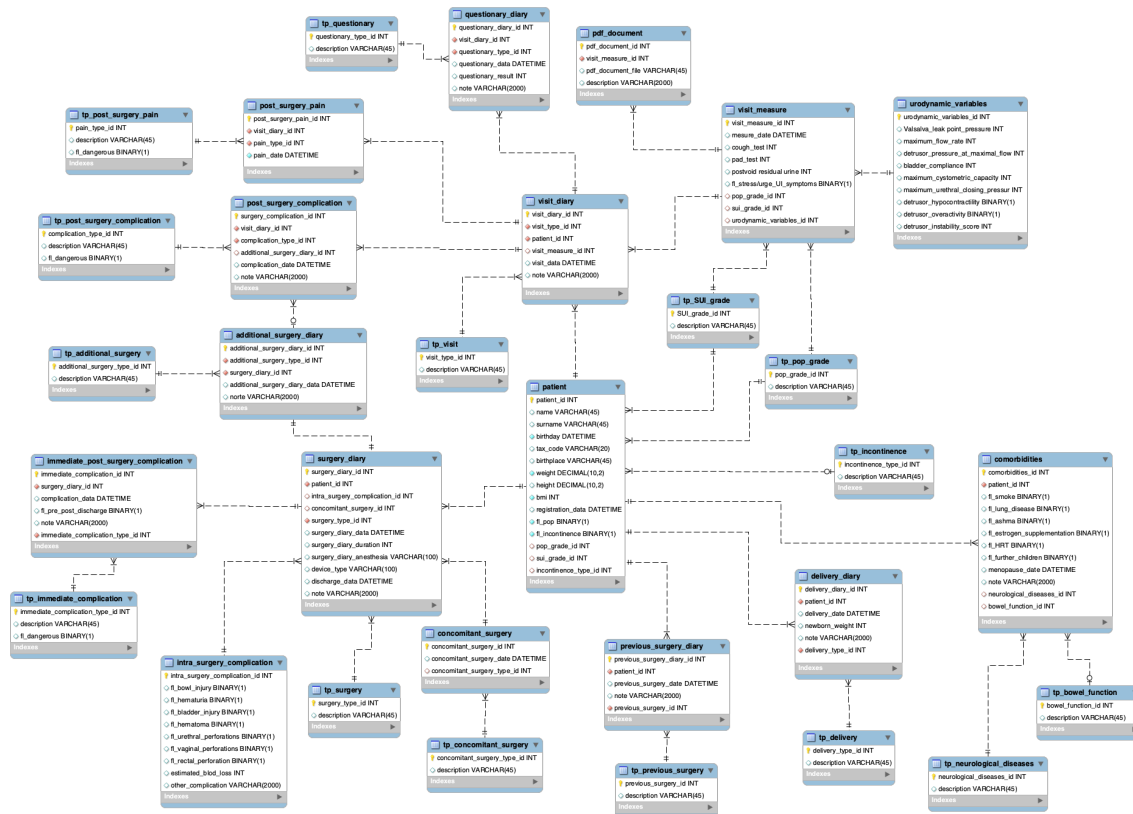 tp_questionary
questionary_type_id INT
description VARCHAR(45)
Indexes
questionary_diary
questionary_diary_id INT
visit_diary_id INT
questionary_type_id INT
questionary_data DATETIME
questionary_result INT
note VARCHAR(2000)
Indexes
pdf_document
pdf_document_id INT
visit_measure_id INT
pdf_document_file VARCHAR(45)
description VARCHAR(2000)
Indexes
tp_post_surgery_pain
pain_type_id INT
description VARCHAR(45)
fl_dangerous BINARY(1)
Indexes
post_surgery_pain
post_surgery_pain_id INT
visit_diary_id INT
pain_type_id INT
pain_date DATETIME
Indexes
visit_measure
visit_measure_id INT
mesure_date DATETIME
cough_test INT
pad_test INT
postvoid residual urine INT
fl_stress/urge_UI_symptoms BINARY(1)
pop_grade_id INT
sui_grade_id INT
urodynamic_variables_id INT
Indexes
urodynamic_variables
urodynamic_variables_id INT
Valsalva_leak point_pressure INT
maximum_flow_rate INT
detrusor_pressure_at_maximal_flow INT
bladder_compliance INT
maximum_cystometric_capacity INT
maximum_urethral_closing_pressur INT
detrusor_hypocontractility BINARY(1)
detrusor_overactivity BINARY(1)
detrusor_instability_score INT
Indexes
tp_post_surgery_complication
complication_type_id INT
description VARCHAR(45)
fl_dangerous BINARY(1)
Indexes
post_surgery_complication
surgery_complication_id INT
visit_diary_id INT
complication_type_id INT
additional_surgery_diary_id INT
complication_date DATETIME
note VARCHAR(2000)
Indexes
visit_diary
visit_diary_id INT
visit_type_id INT
patient_id INT
visit_measure_id INT
visit_data DATETIME
note VARCHAR(2000)
Indexes
tp_SUI_grade
SUI_grade_id INT
description VARCHAR(45)
Indexes
tp_additional_surgery
additional_surgery_type_id INT
description VARCHAR(45)
Indexes
additional_surgery_diary
additional_surgery_diary_id INT
additional_surgery_type_id INT
surgery_diary_id INT
additional_surgery_diary_data DATETIME
norte VARCHAR(2000)
Indexes
tp_visit
visit_type_id INT
description VARCHAR(45)
Indexes
tp_pop_grade
pop_grade_id INT
description VARCHAR(45)
Indexes
patient
patient_id INT
name VARCHAR(45)
surname VARCHAR(45)
birthday DATETIME
tax_code VARCHAR(20)
birthplace VARCHAR(45)
weight DECIMAL(10,2)
height DECIMAL(10,2)
bmi INT
registration_data DATETIME
fl_pop BINARY(1)
fl_incontinence BINARY(1)
pop_grade_id INT
sui_grade_id INT
incontinence_type_id INT
Indexes
tp_incontinence
incontinence_type_id INT
description VARCHAR(45)
Indexes
immediate_post_surgery_complication
immediate_complication_id INT
surgery_diary_id INT
complication_data DATETIME
fl_pre_post_discharge BINARY(1)
note VARCHAR(2000)
immediate_complication_type_id INT
Indexes
surgery_diary
surgery_diary_id INT
patient_id INT
intra_surgery_complication_id INT
concomitant_surgery_id INT
surgery_type_id INT
surgery_diary_data DATETIME
surgery_diary_duration INT
surgery_diary_anesthesia VARCHAR(100)
device_type VARCHAR(100)
discharge_data DATETIME
note VARCHAR(2000)
Indexes
comorbidities
comorbidities_id INT
patient_id INT
fl_smoke BINARY(1)
fl_lung_disease BINARY(1)
fl_ashma BINARY(1)
fl_estrogen_supplementation BINARY(1)
fl_HRT BINARY(1)
fl_further_children BINARY(1)
menopause_date DATETIME
note VARCHAR(2000)
neurological_diseases_id INT
bowel_function_id INT
Indexes
tp_immediate_complication
immediate_complication_type_id INT
description VARCHAR(45)
fl_dangerous BINARY(1)
Indexes
delivery_diary
delivery_diary_id INT
patient_id INT
delivery_date DATETIME
newborn_weight INT
note VARCHAR(2000)
delivery_type_id INT
Indexes
concomitant_surgery
concomitant_surgery_id INT
concomitant_surgery_date DATETIME
concomitant_surgery_type_id INT
Indexes
previous_surgery_diary
previous_surgery_diary_id INT
patient_id INT
previous_surgery_date DATETIME
note VARCHAR(2000)
previous_surgery_id INT
Indexes
intra_surgery_complication
intra_surgery_complication_id INT
fl_bowl_injury BINARY(1)
fl_hematuria BINARY(1)
fl_bladder_injury BINARY(1)
fl_hematoma BINARY(1)
fl_urethral_perforations BINARY(1)
fl_vaginal_perforations BINARY(1)
fl_rectal_perforation BINARY(1)
estimated_blod_loss INT
other_complication VARCHAR(2000)
Indexes
tp_surgery
surgery_type_id INT
description VARCHAR(45)
Indexes
tp_bowel_function
bowel_function_id INT
description VARCHAR(45)
Indexes
tp_concomitant_surgery
concomitant_surgery_type_id INT
description VARCHAR(45)
Indexes
tp_delivery
delivery_type_id INT
description VARCHAR(45)
Indexes
tp_previous_surgery
previous_surgery_id INT
description VARCHAR(45)
Indexes
tp_neurological_diseases
neurological_diseases_id INT
description VARCHAR(45)
Indexes